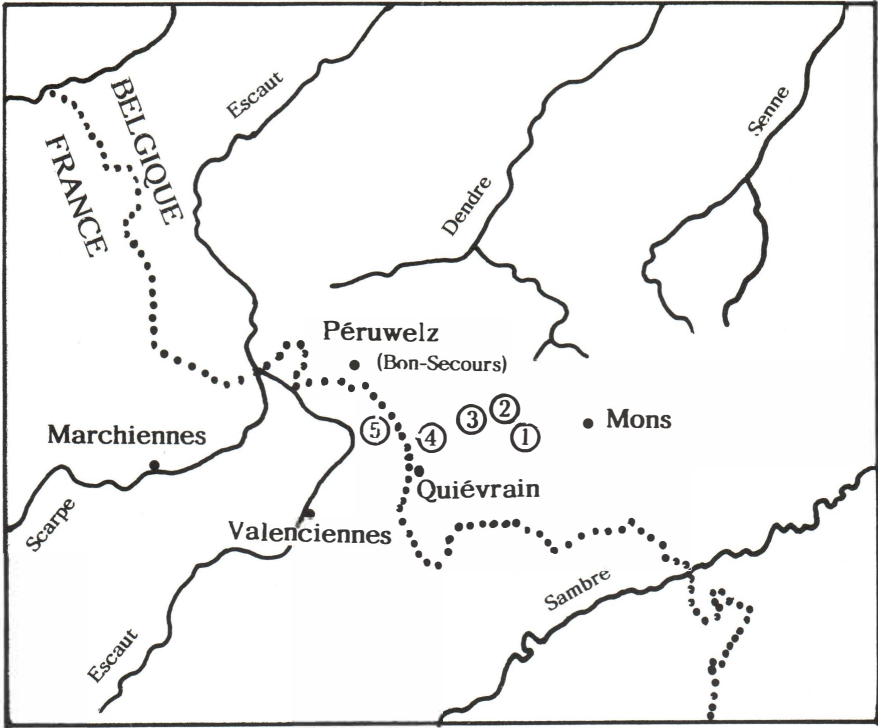 BELGIQUE
FRANCE
Escaut
Senne
Dendre
Péruwelz
(Bon-Secours)
2
3
1
4
5
Mons
Marchiennes
Quiévrain
Scarpe
Valenciennes
Sambre
Escaut